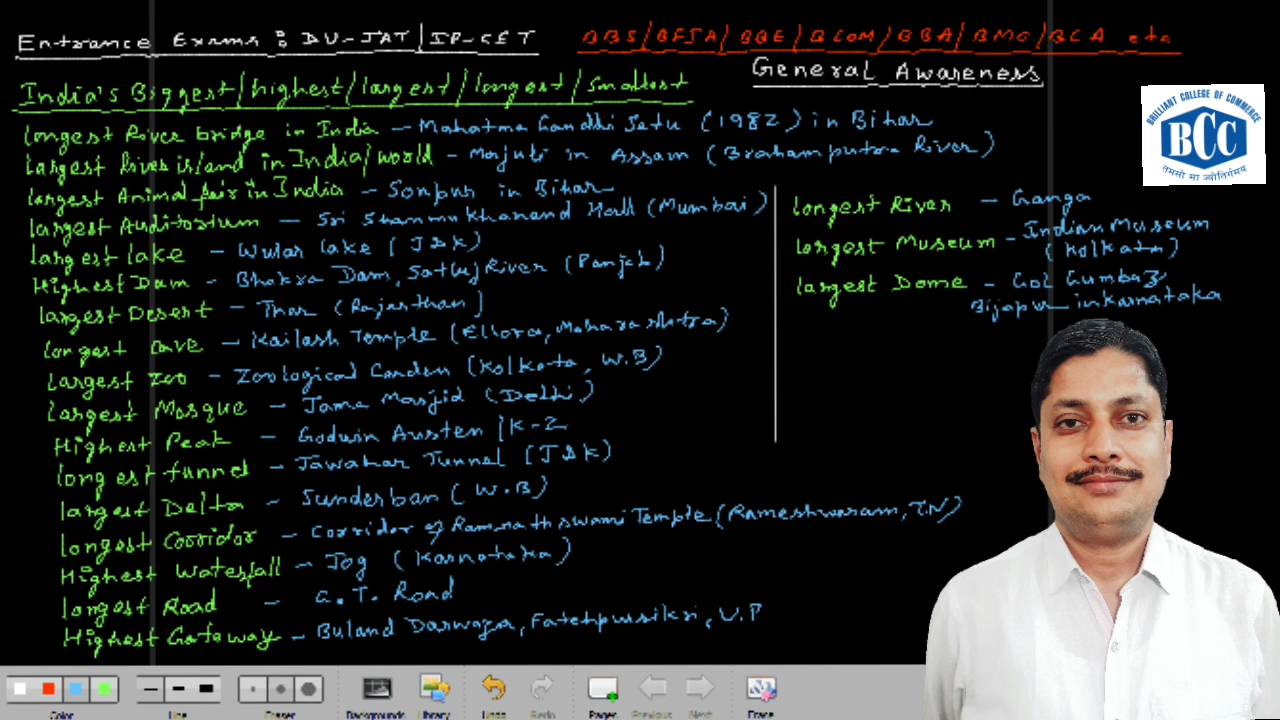 Entrance Exams : DU-JAT/IP-CET BBS/BFIA/BBE/BCOM/BBA/BMC/BCA etc
General Awareness
India's Biggest/highest/largest/longest/smallest
longest River bridge in India - Mahatma Gandhi Setu (1982) in Bihar
largest River island in India/world - Majuli in Assam (Brahamputra River)
largest Animal fair in India - Sonpur in Bihar
largest Auditorium - Sri Shanmukhanand Hall (Mumbai)
largest lake - Wular lake (J&K)
Highest Dam - Bhakra Dam, Satluj River (Panjab)
largest Desert - Thar (Rajasthan)
longest cave - Kailash Temple (Ellora, Maharashtra)
largest zoo - Zoological Garden (Kolkata, W.B)
largest Mosque - Jama Masjid (Delhi)
Highest Peak - Godwin Austen /K-2
longest tunnel - Jawahar Tunnel (J&K)
largest Delta - Sunderban (W.B)
longest Corridor - Corridor of Ramnathswami Temple (Rameshwaram, T.N)
Highest Waterfall - Jog (Karnataka)
longest Road - G.T. Road
Highest Gateway - Buland Darwaza, Fatehpursikri, U.P
longest River - Ganga
largest Museum - Indian Museum
(Kolkata)
largest Dome - Gol Gumbaz
Bijapur in Karnataka
BRILLIANT COLLEGE OF COMMERCE
BCC
तमसो मा ज्योतिर्गमय
Color Line Eraser Backgrounds Library Undo Redo Pages Previous Next Erase